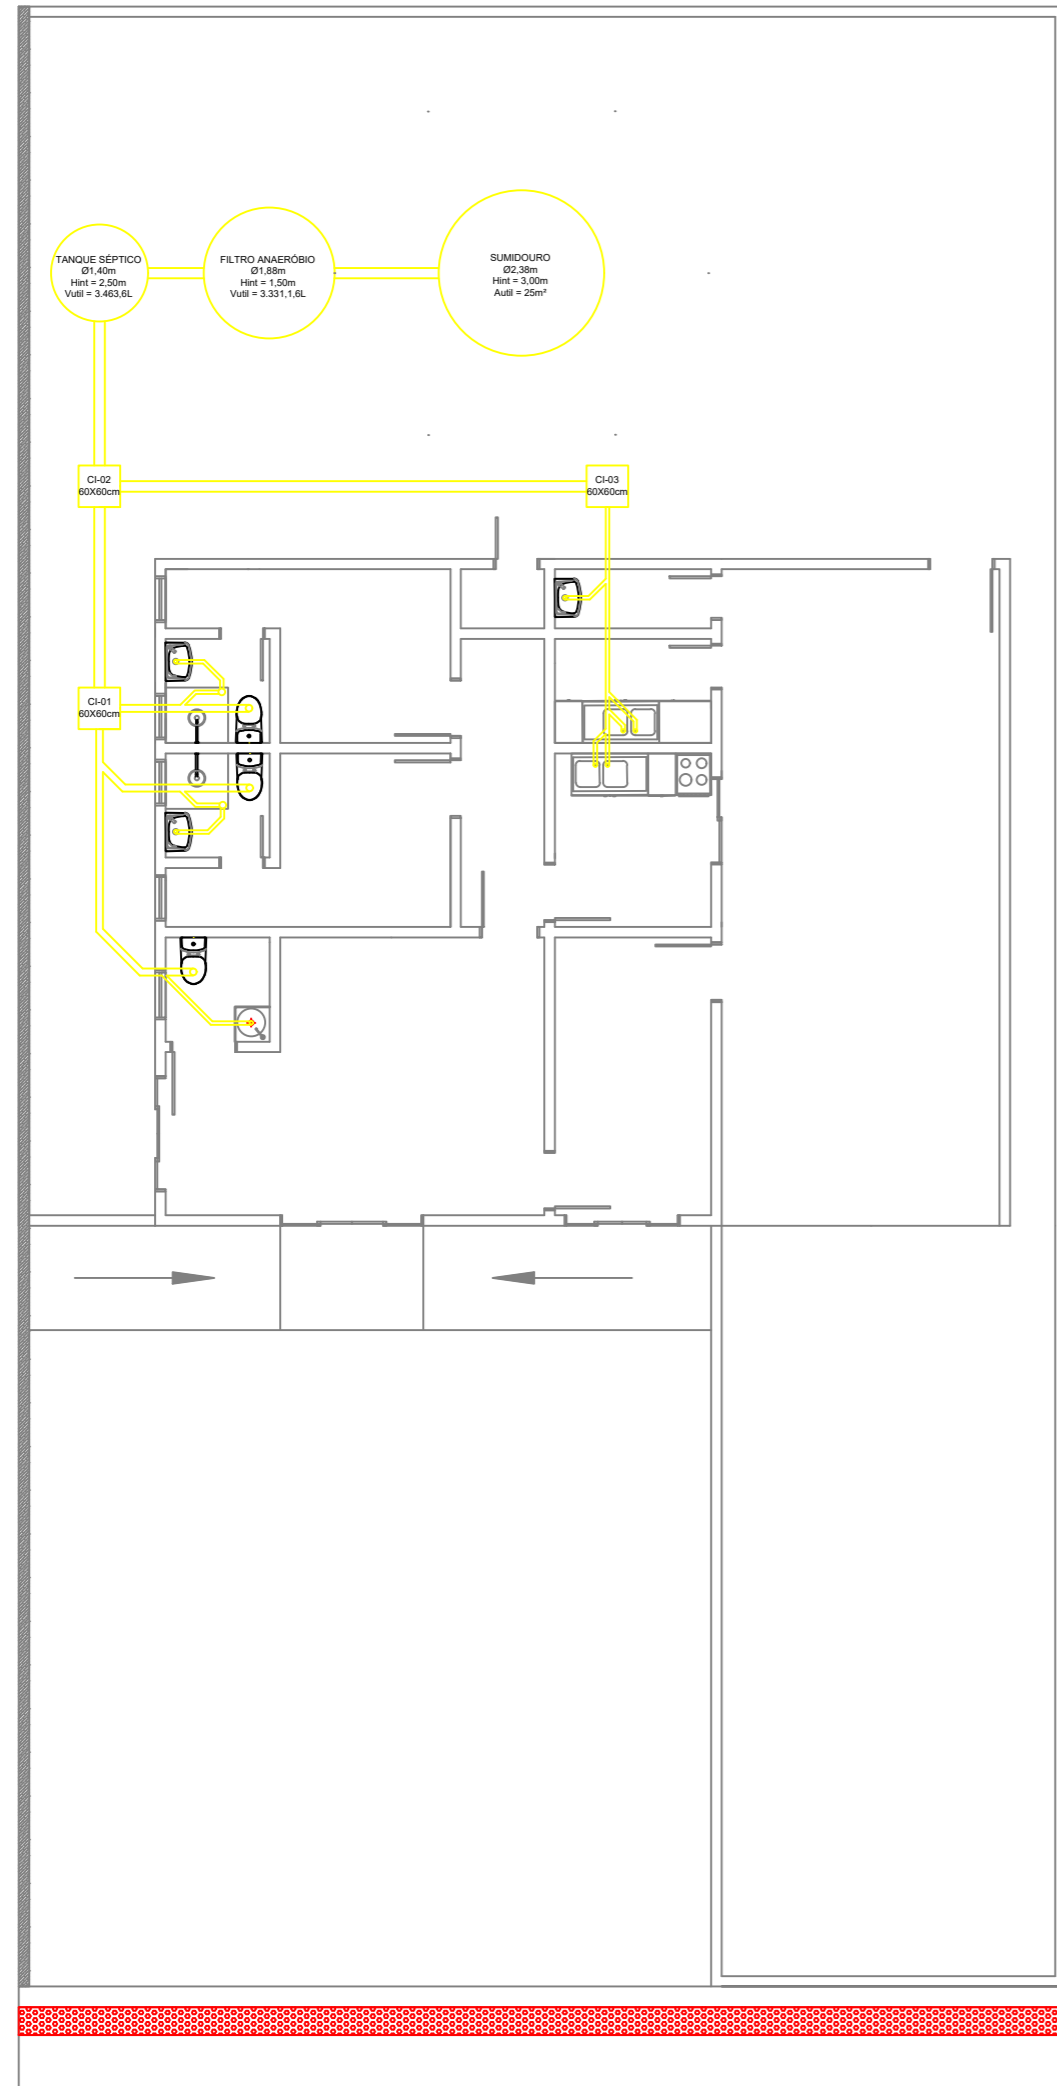 TANQUE SÉPTICO
Ø1,40m
Hint = 2,50m
Vutil = 3.463,6L
FILTRO ANAERÓBIO
Ø1,88m
Hint = 1,50m
Vutil = 3.331,1,6L
SUMIDOURO
Ø2,38m
Hint = 3,00m
Autil = 25m²
CI-02
60X60cm
CI-03
60X60cm
CI-01
60X60cm